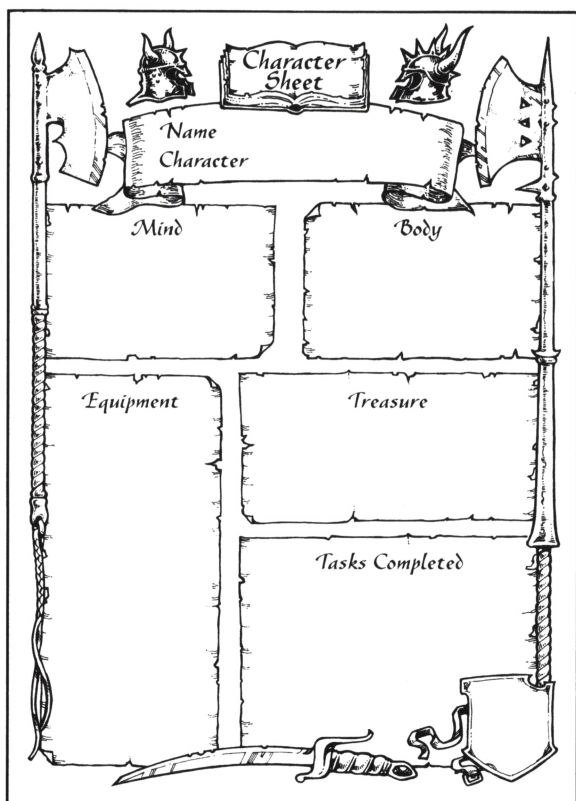 Character
Sheet
Name
Character
Mind
Body
Equipment
Treasure
Tasks Completed